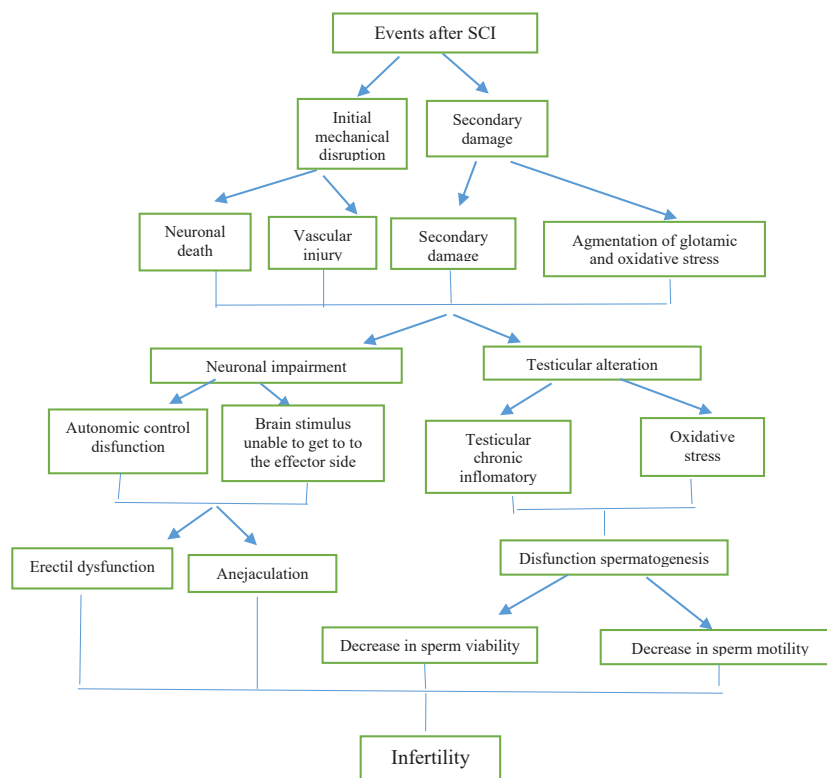 Events after SCI
Initial
mechanical
disruption
Secondary
damage
Neuronal
death
Vascular
injury
Secondary
damage
Agmentation of glotamic
and oxidative stress
Neuronal impairment
Testicular alteration
Autonomic control
disfunction
Brain stimulus
unable to get to to
the effector side
Testicular
chronic
inflomatory
Oxidative
stress
Erectil dysfunction
Anejaculation
Disfunction spermatogenesis
Decrease in sperm viability
Decrease in sperm motility
Infertility